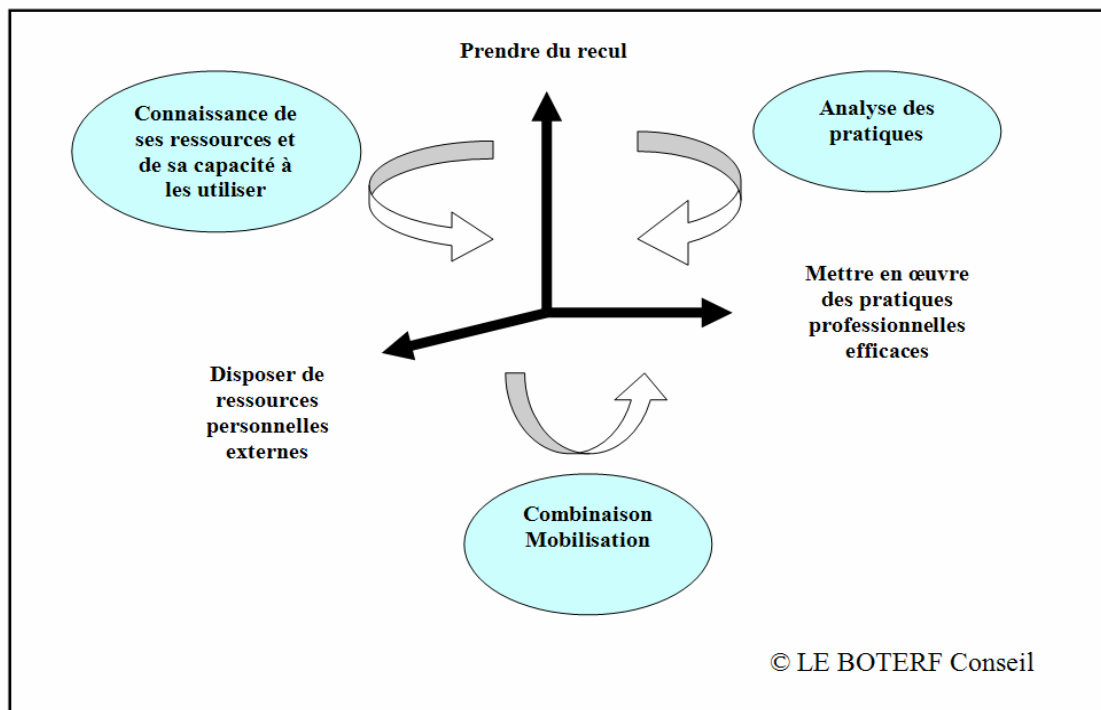 Prendre du recul
Connaissance de
ses ressources et
de sa capacité à
les utiliser
Analyse des
pratiques
Mettre en œuvre
des pratiques
professionnelles
efficaces
Disposer de
ressources
personnelles
externes
Combinaison
Mobilisation
© LE BOTERF Conseil